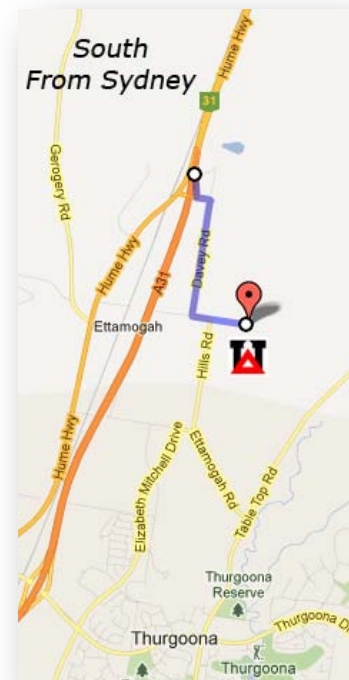 South
From Sydney
Hume Hwy
31
Gerogery Rd
Hume Hwy
Davey Rd
A31
Ettamogah
Hills Rd
Hume Hwy
Elizabeth Mitchell Drive
Ettamogah Rd
Table Top Rd
Thurgoona
Reserve
Thurgoona
Thurgoona D
Thurgoona